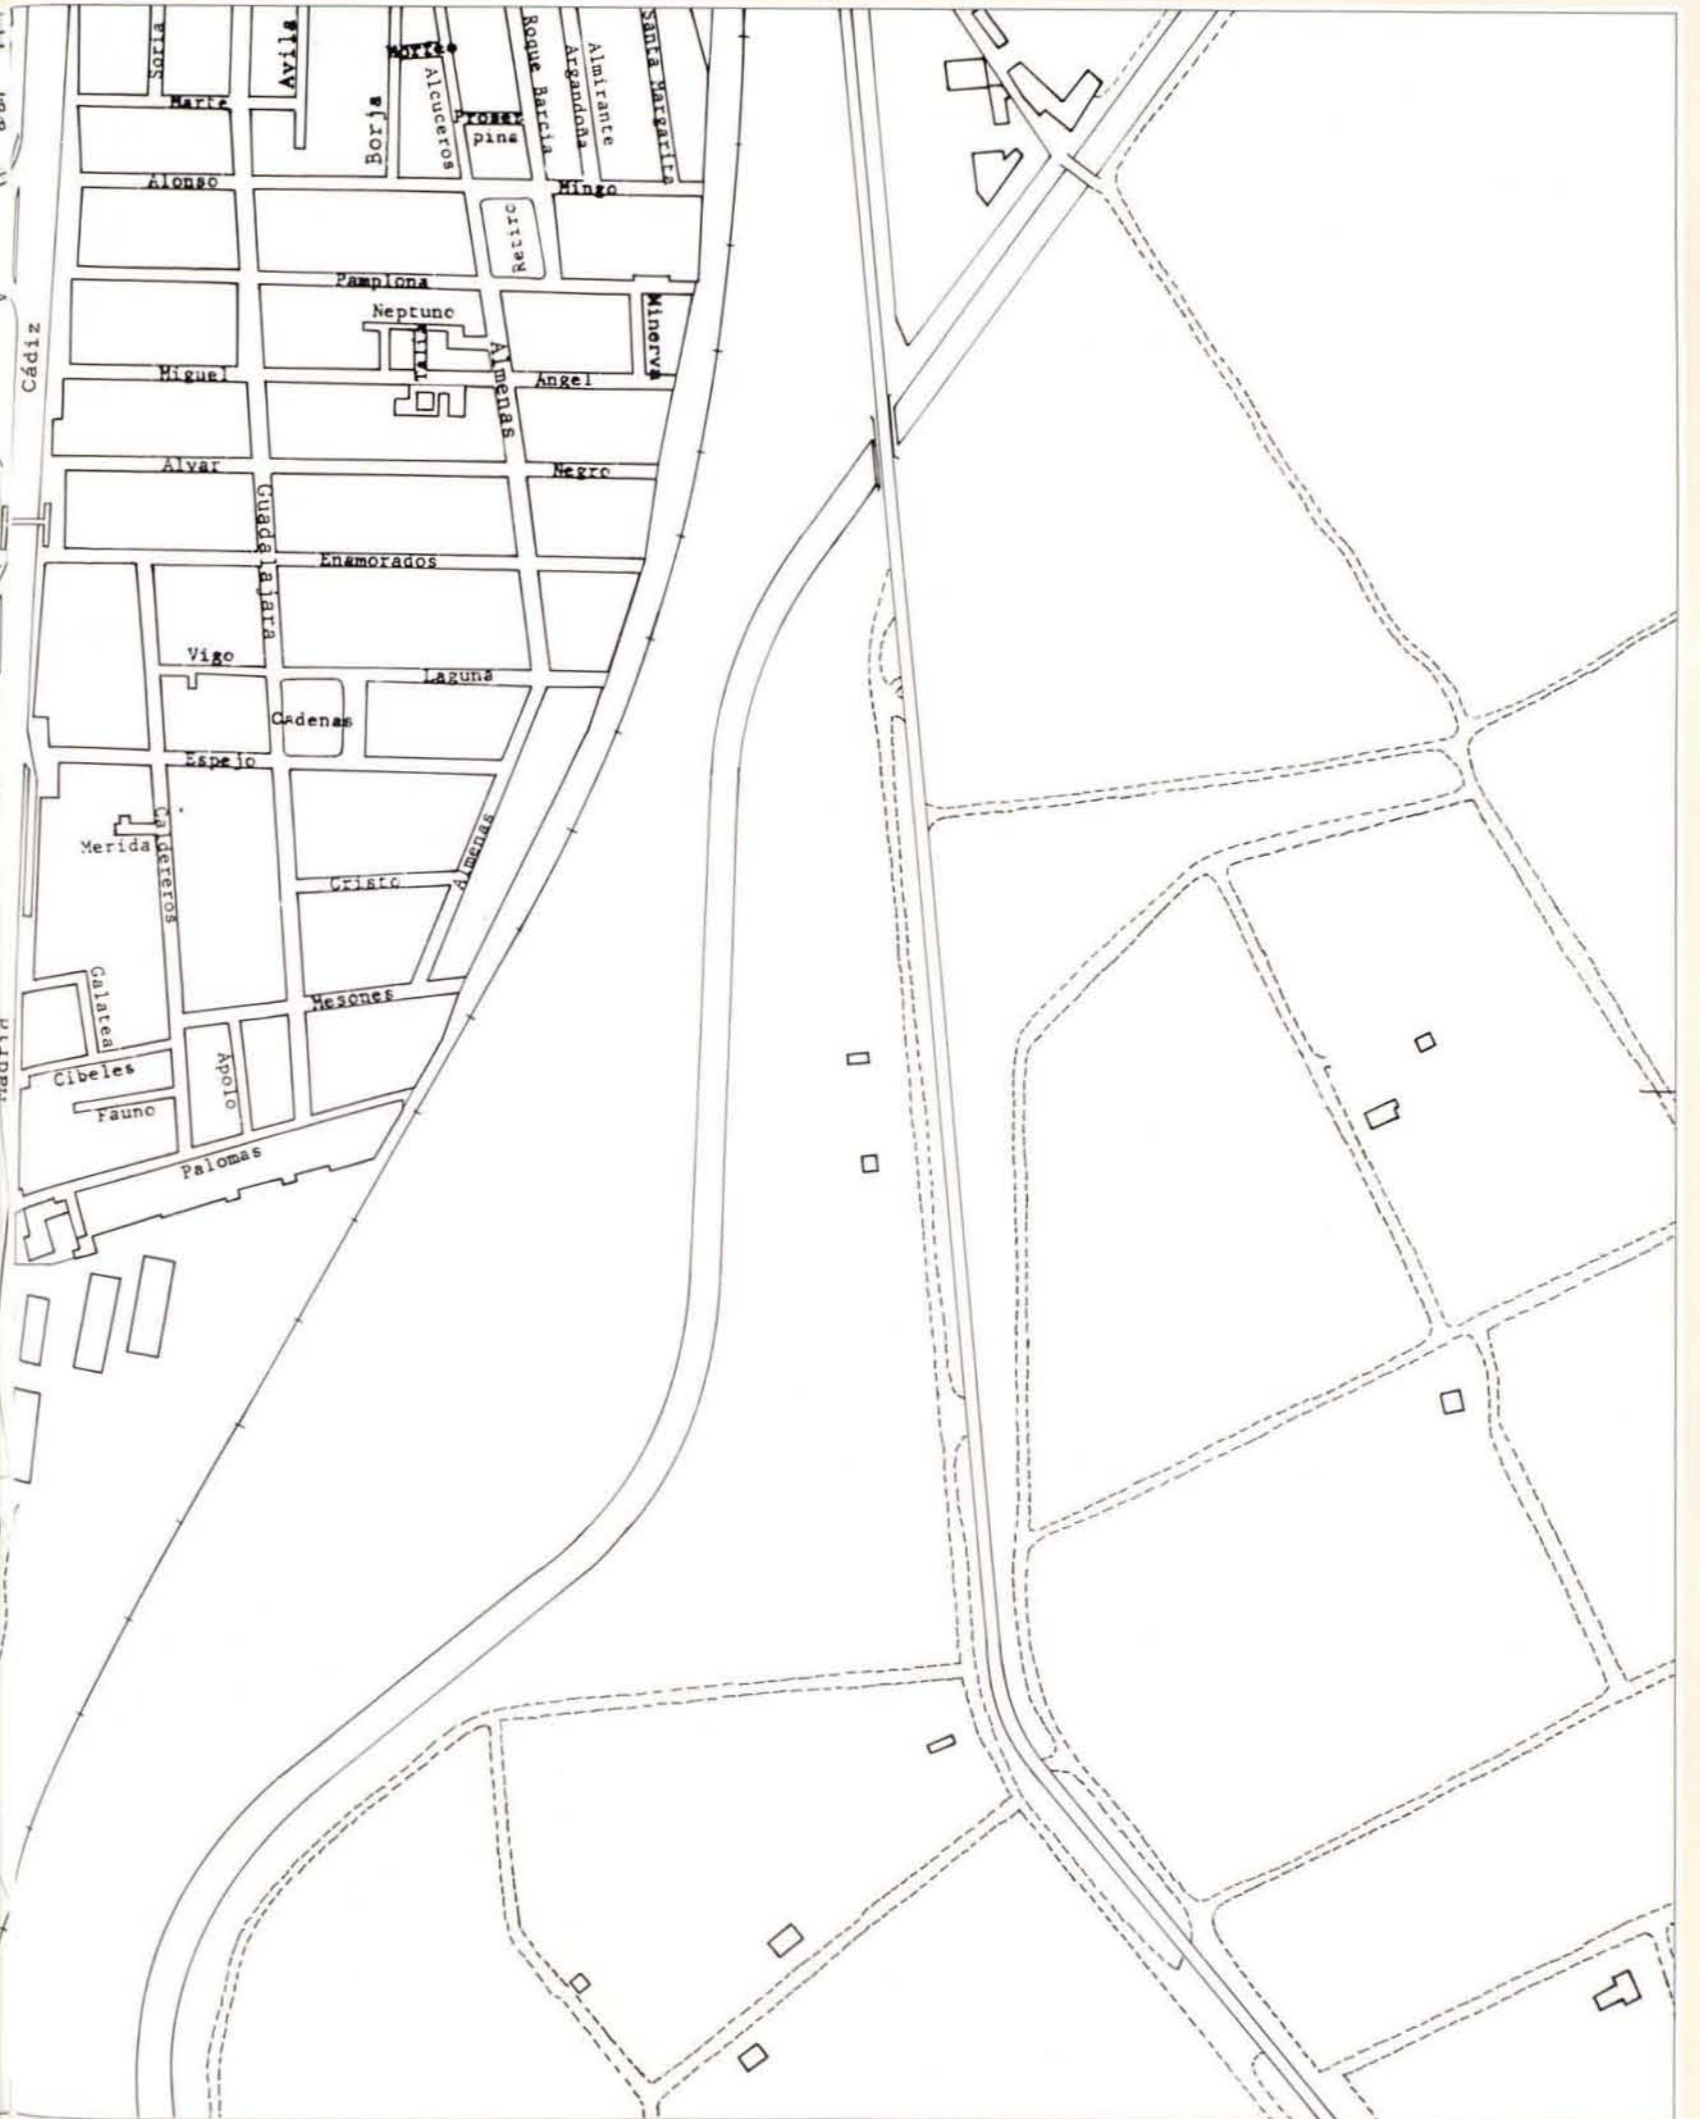 Soria
Avila
Borja
Morfeo
Alcuceros
Roque Barcia
Argandoña
Almirante
Santa Margarita
Marte
Proser
pina
Alonso
Mingo
Retiro
Pamplona
Neptuno
Talia
Almenas
Minerva
Cádiz
Miguel
Angel
Alvar
Negro
Guadalajara
Enamorados
Vigo
Laguna
Cadenas
Espejo
Merida
Caldereros
Almenas
Cristo
Galatea
Mesones
Madrid
Cibeles
Apolo
Fauno
Palomas